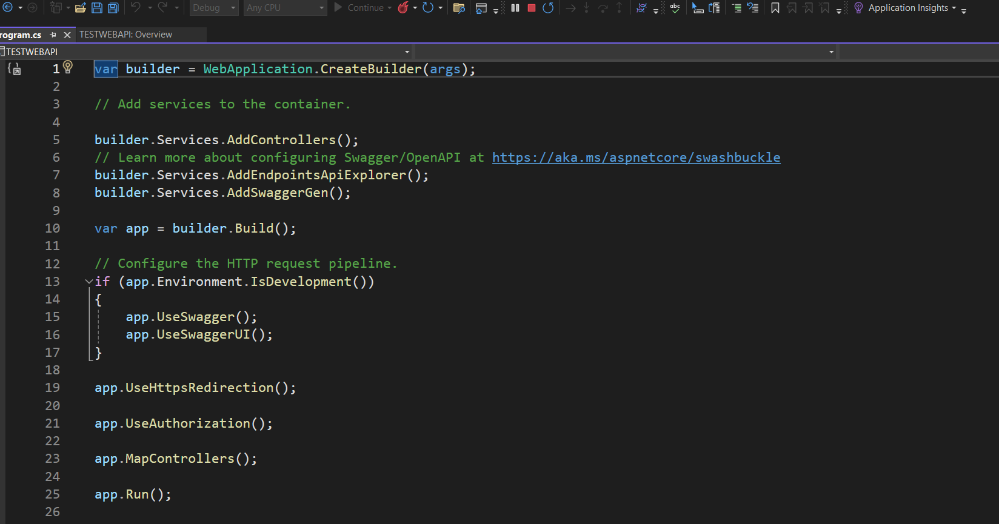 Debug Any CPU Continue abc Application Insights
rogram.cs TESTWEBAPI: Overview
TESTWEBAPI
1 var builder = WebApplication.CreateBuilder(args);
2
3 // Add services to the container.
4
5 builder.Services.AddControllers();
6 // Learn more about configuring Swagger/OpenAPI at https://aka.ms/aspnetcore/swashbuckle
7 builder.Services.AddEndpointsApiExplorer();
8 builder.Services.AddSwaggerGen();
9
10 var app = builder.Build();
11
12 // Configure the HTTP request pipeline.
13 if (app.Environment.IsDevelopment())
14 {
15     app.UseSwagger();
16     app.UseSwaggerUI();
17 }
18
19 app.UseHttpsRedirection();
20
21 app.UseAuthorization();
22
23 app.MapControllers();
24
25 app.Run();
26